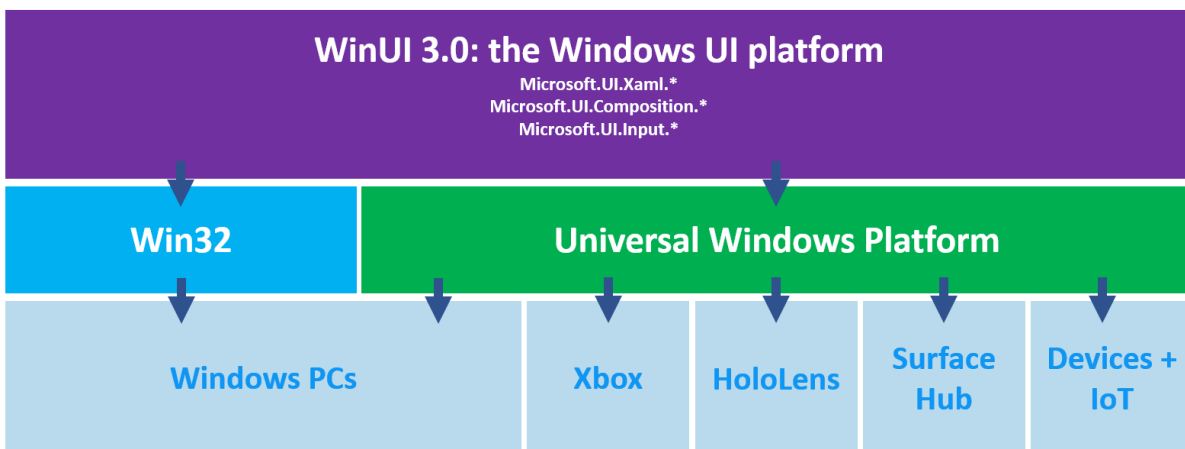 WinUI 3.0: the Windows UI platform
Microsoft.UI.Xaml.*
Microsoft.UI.Composition.*
Microsoft.UI.Input.*
Win32
Universal Windows Platform
Windows PCs
Xbox
HoloLens
Surface
Hub
Devices +
IoT